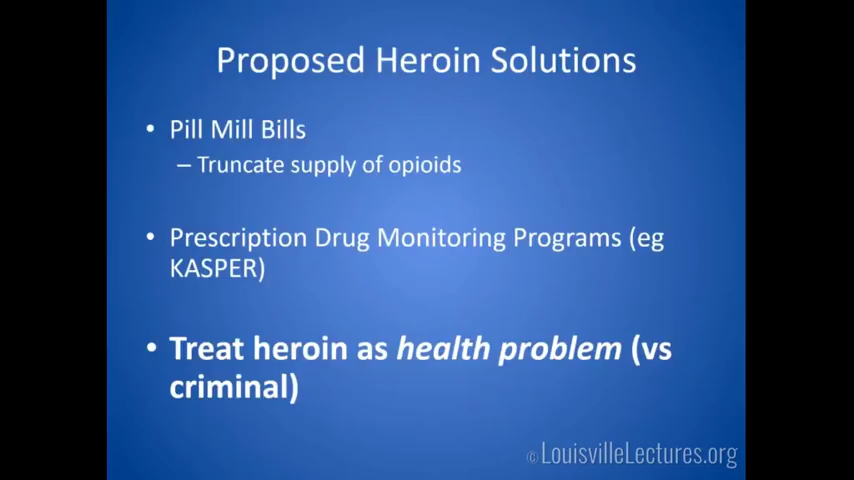 Proposed Heroin Solutions
• Pill Mill Bills
– Truncate supply of opioids
• Prescription Drug Monitoring Programs (eg
KASPER)
• Treat heroin as health problem (vs
criminal)
© LouisvilleLectures.org